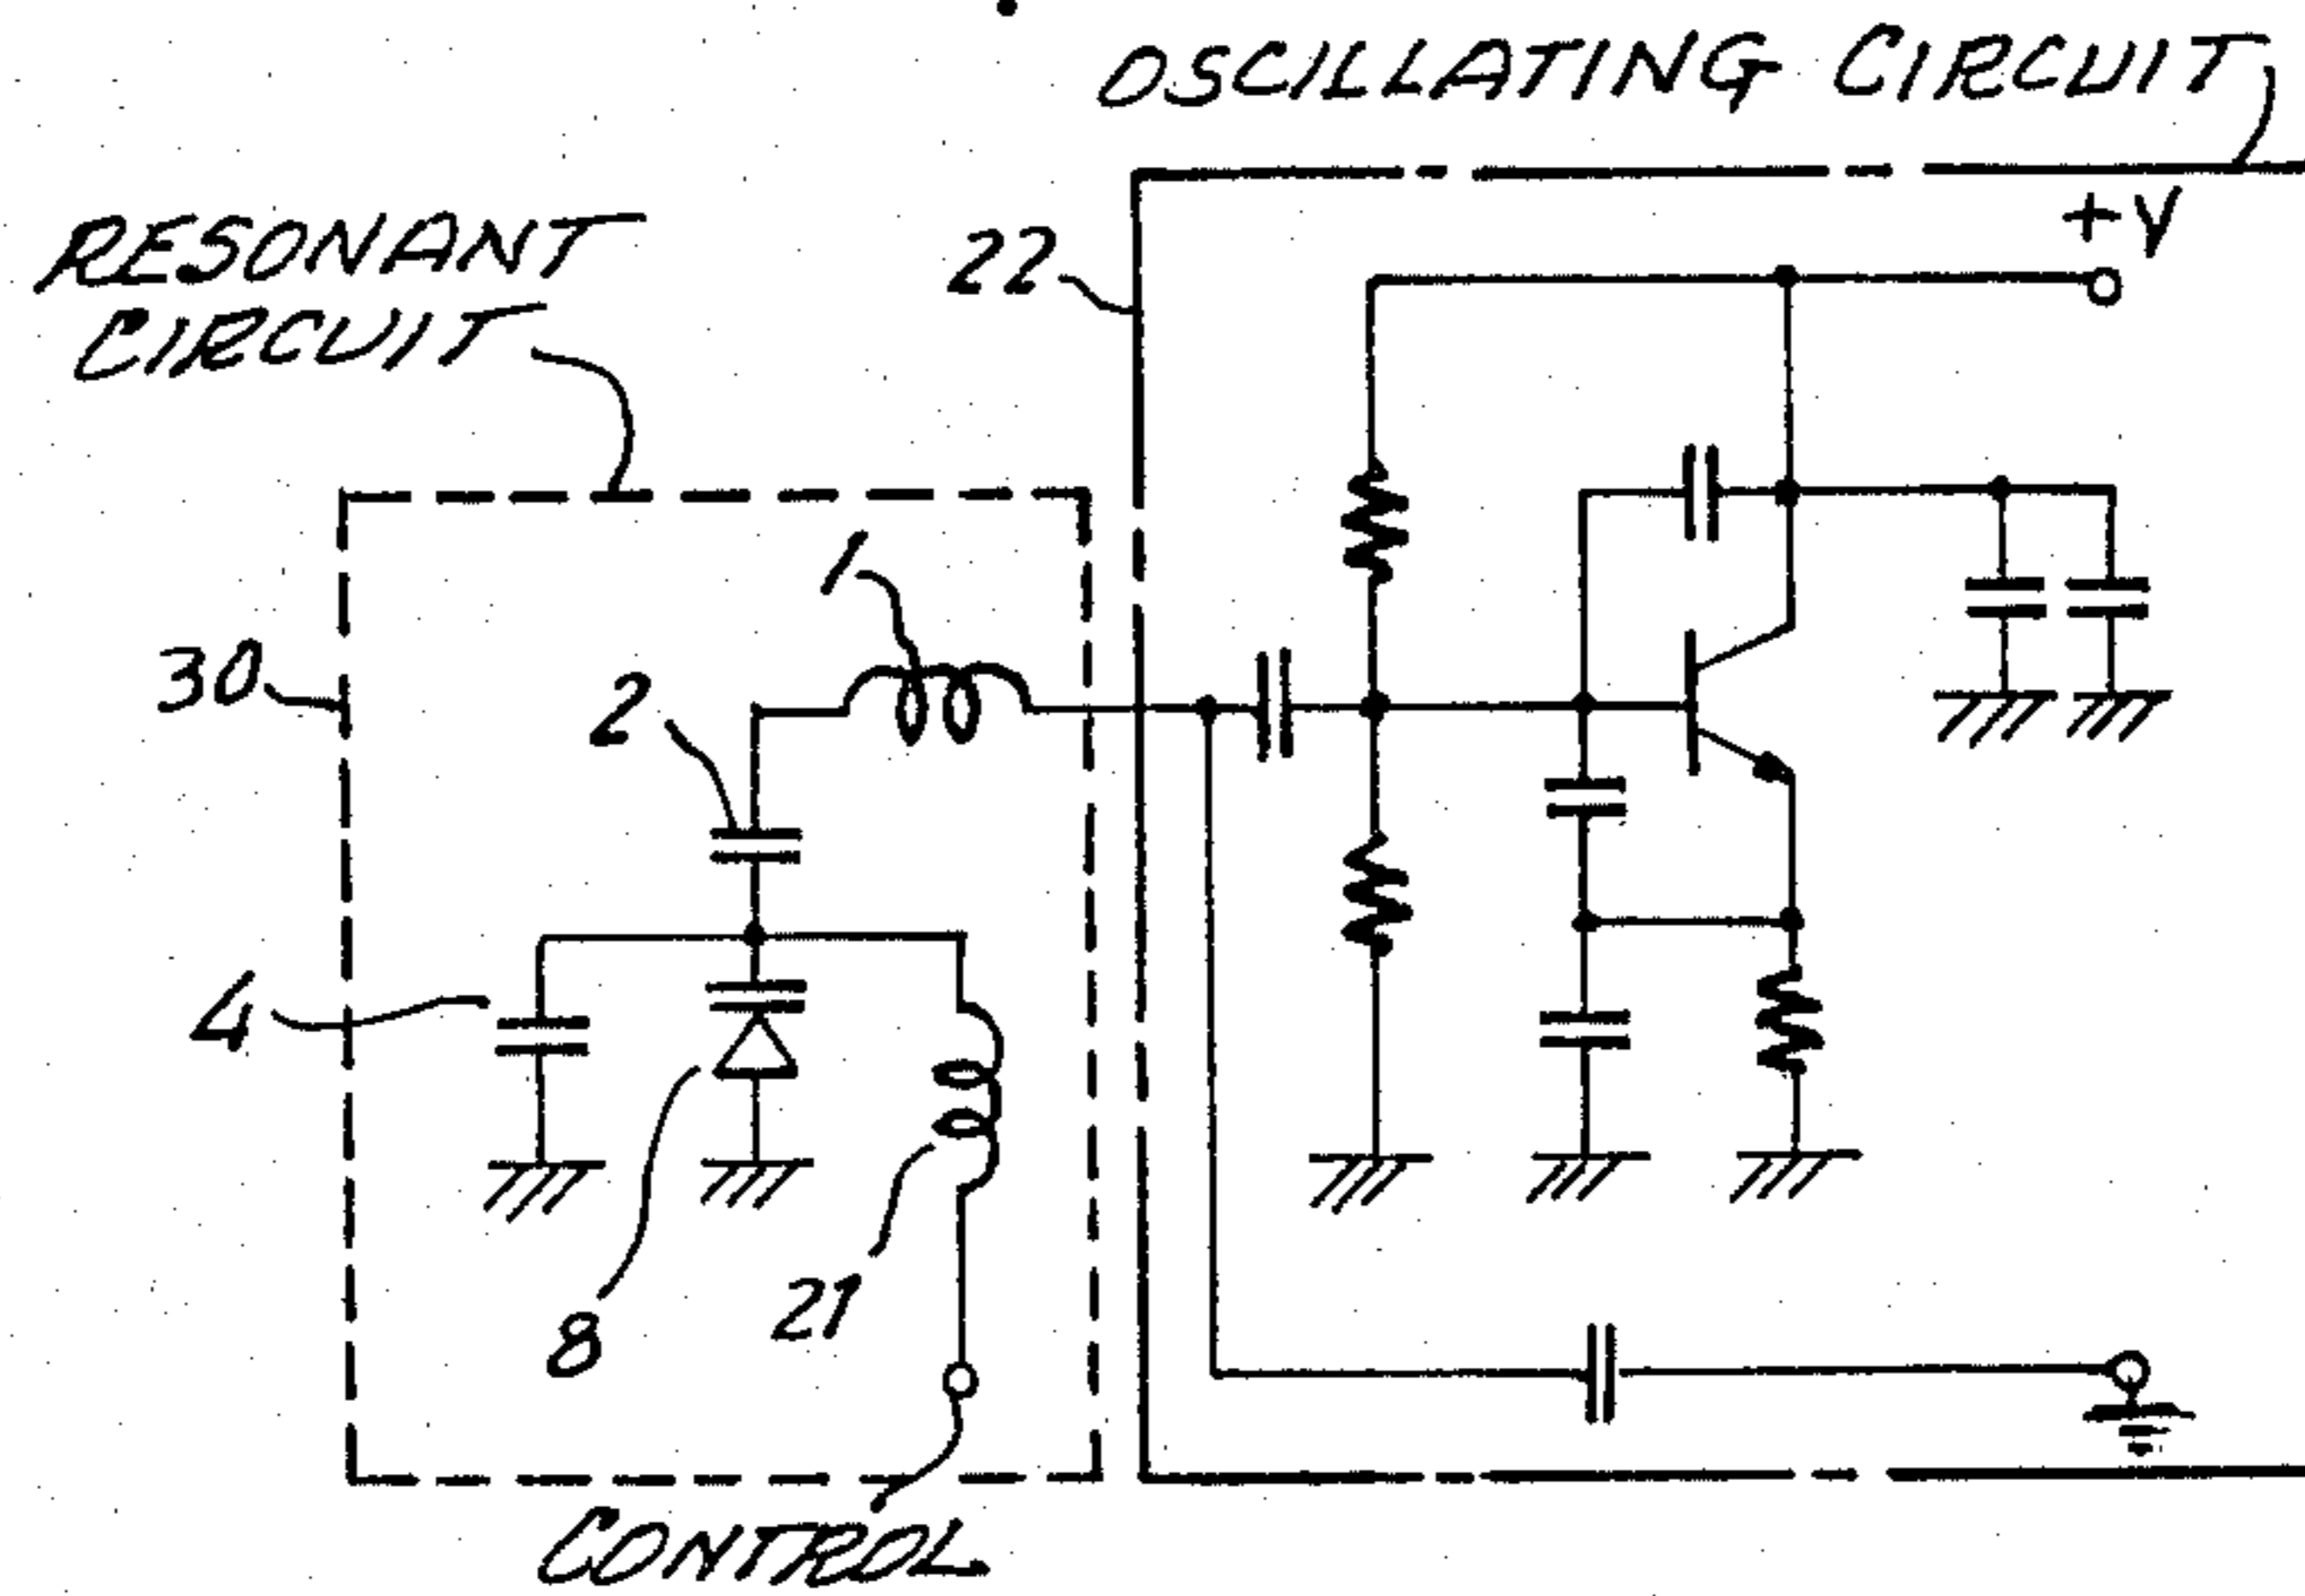 OSCILLATING CIRCUIT
+V
RESONANT
CIRCUIT
22
1
30
2
4
21
8
CONTROL